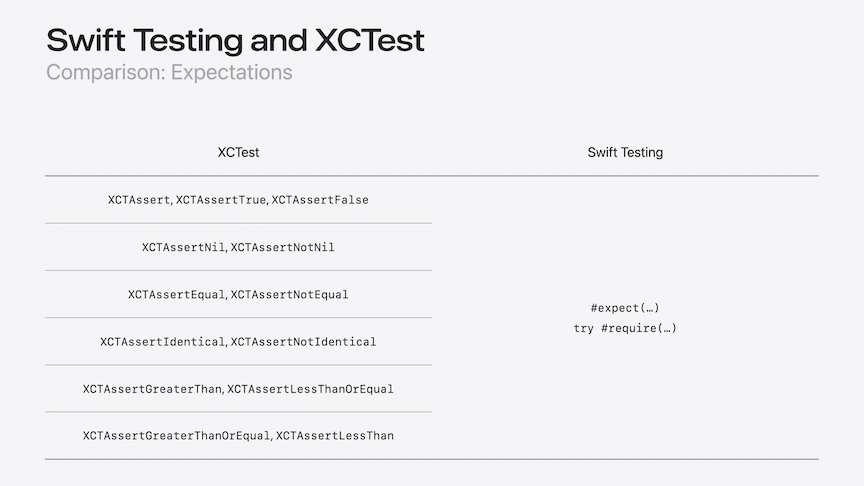 Swift Testing and XCTest
Comparison: Expectations
XCTest
Swift Testing
XCTAssert, XCTAssertTrue, XCTAssertFalse
XCTAssertNil, XCTAssertNotNil
XCTAssertEqual, XCTAssertNotEqual
XCTAssertIdentical, XCTAssertNotIdentical
XCTAssertGreaterThan, XCTAssertLessThanOrEqual
XCTAssertGreaterThanOrEqual, XCTAssertLessThan
#expect(…)
try #require(…)